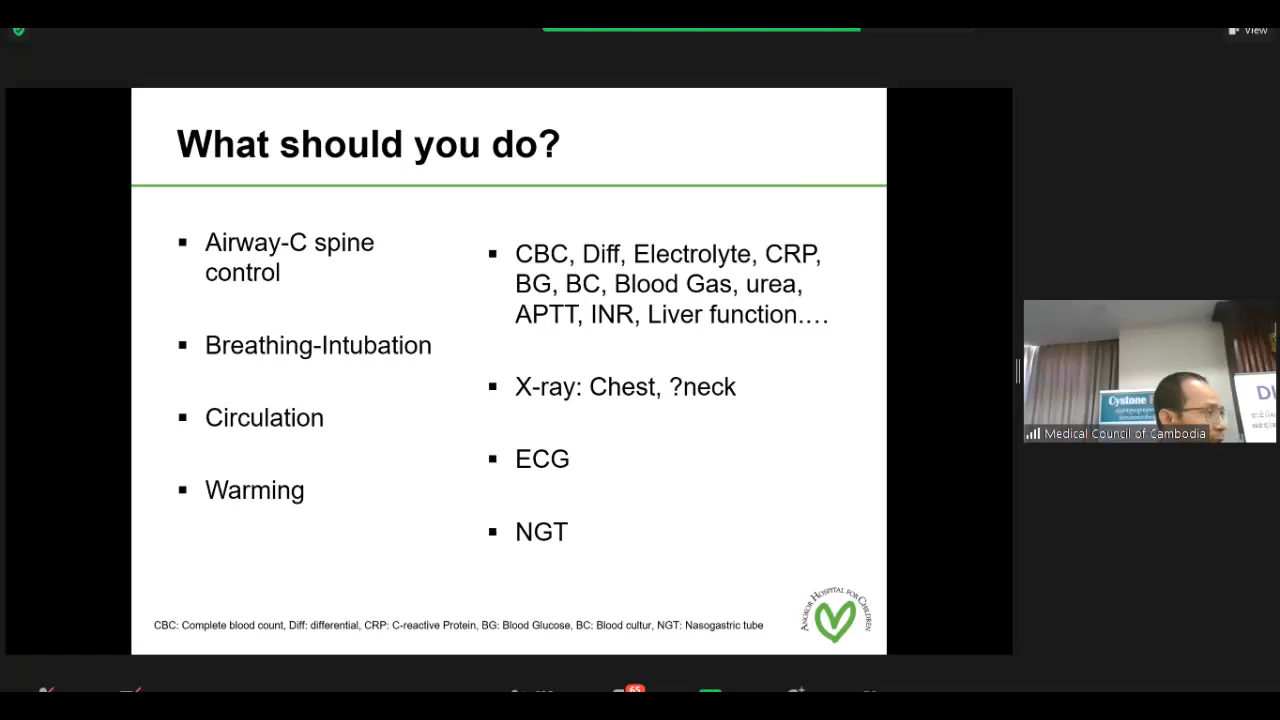 View
What should you do?
▪ Airway-C spine
control
▪ Breathing-Intubation
▪ Circulation
▪ Warming
▪ CBC, Diff, Electrolyte, CRP,
BG, BC, Blood Gas, urea,
APTT, INR, Liver function….
▪ X-ray: Chest, ?neck
▪ ECG
▪ NGT
CBC: Complete blood count, Diff: differential, CRP: C-reactive Protein, BG: Blood Glucose, BC: Blood cultur, NGT: Nasogastric tube
ANGKOR HOSPITAL FOR CHILDREN
Cystone
Medical Council of Cambodia
65